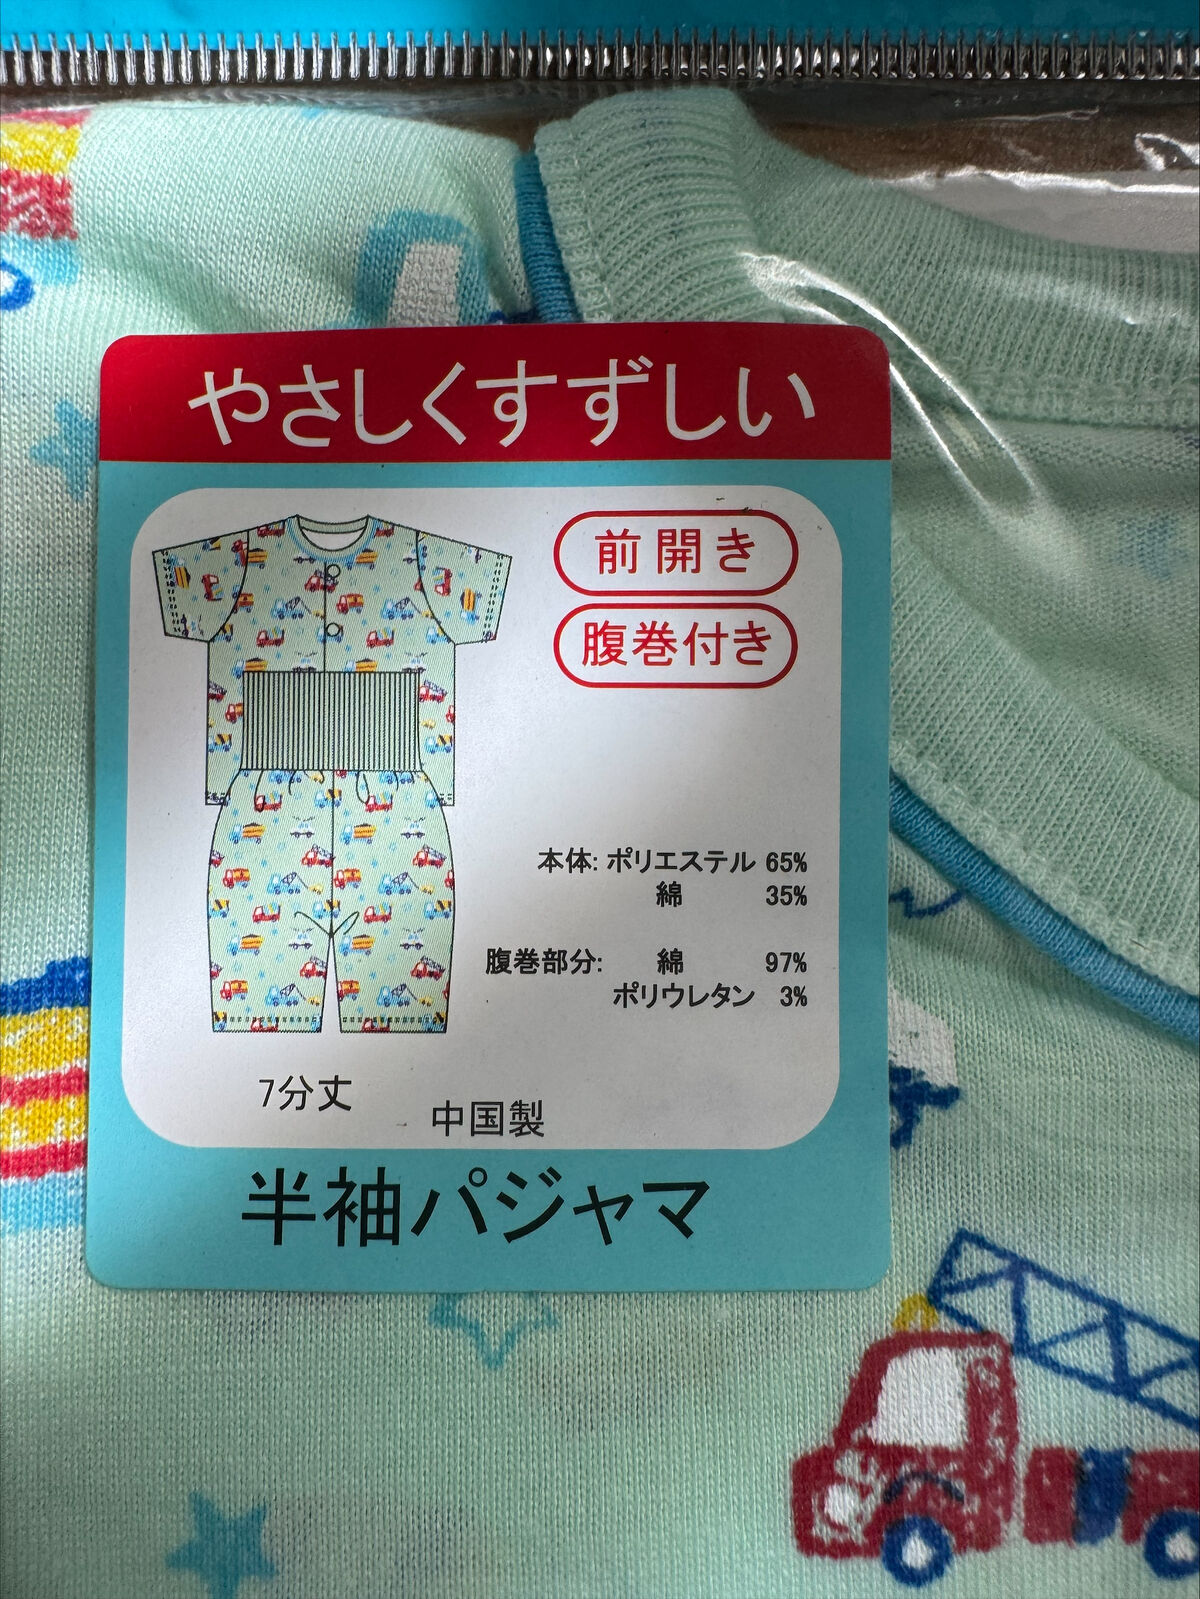 やさしくすずしい
前開き
腹巻付き
本体: ポリエステル 65%
綿 35%
腹巻部分: 綿 97%
ポリウレタン 3%
7分丈
中国製
半袖パジャマ